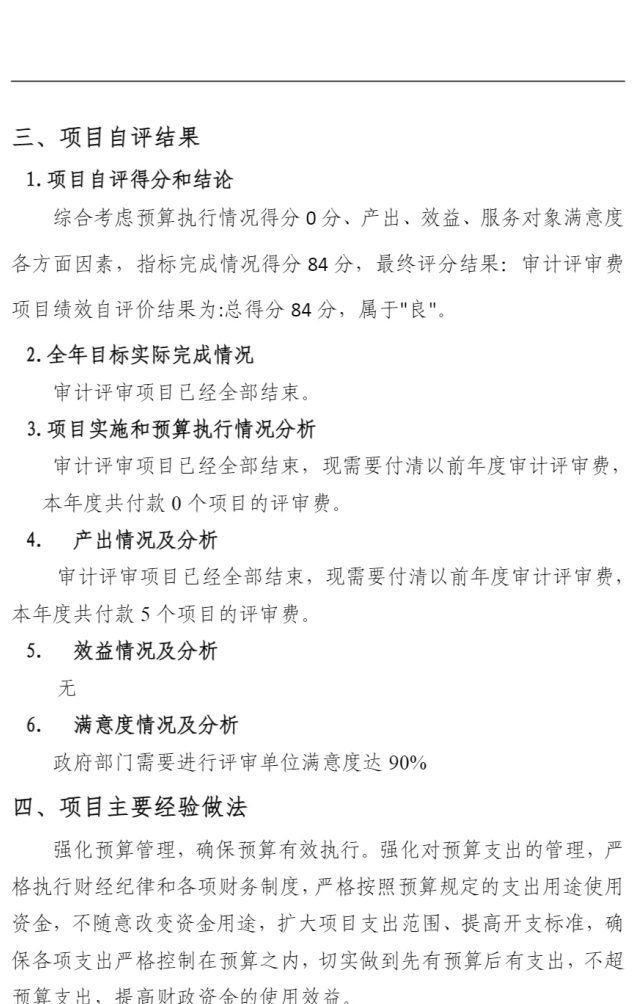 三、项目自评结果
1.项目自评得分和结论
综合考虑预算执行情况得分 0 分、产出、效益、服务对象满意度
各方面因素，指标完成情况得分 84 分，最终评分结果：审计评审费
项目绩效自评价结果为:总得分 84 分，属于"良"。
2.全年目标实际完成情况
审计评审项目已经全部结束。
3.项目实施和预算执行情况分析
审计评审项目已经全部结束，现需要付清以前年度审计评审费，
本年度共付款 0 个项目的评审费。
4. 产出情况及分析
审计评审项目已经全部结束，现需要付清以前年度审计评审费，
本年度共付款 5 个项目的评审费。
5. 效益情况及分析
无
6. 满意度情况及分析
政府部门需要进行评审单位满意度达 90%
四、项目主要经验做法
强化预算管理，确保预算有效执行。强化对预算支出的管理，严
格执行财经纪律和各项财务制度，严格按照预算规定的支出用途使用
资金，不随意改变资金用途，扩大项目支出范围、提高开支标准，确
保各项支出严格控制在预算之内，切实做到先有预算后有支出，不超
预算支出，提高财政资金的使用效益。